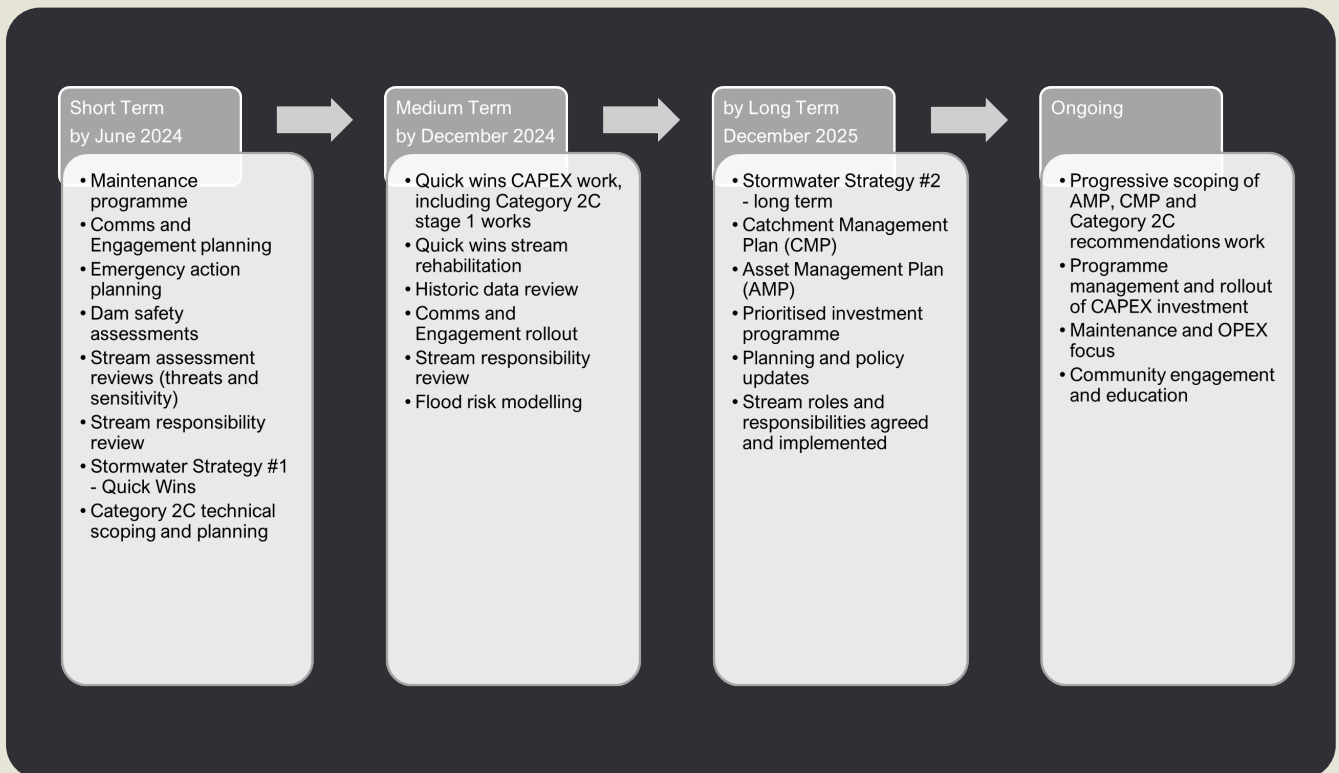 Short Term
by June 2024
• Maintenance
programme
• Comms and
Engagement planning
• Emergency action
planning
• Dam safety
assessments
• Stream assessment
reviews (threats and
sensitivity)
• Stream responsibility
review
• Stormwater Strategy #1
- Quick Wins
• Category 2C technical
scoping and planning
Medium Term
by December 2024
• Quick wins CAPEX work,
including Category 2C
stage 1 works
• Quick wins stream
rehabilitation
• Historic data review
• Comms and
Engagement rollout
• Stream responsibility
review
• Flood risk modelling
by Long Term
December 2025
• Stormwater Strategy #2
- long term
• Catchment Management
Plan (CMP)
• Asset Management Plan
(AMP)
• Prioritised investment
programme
• Planning and policy
updates
• Stream roles and
responsibilities agreed
and implemented
Ongoing
• Progressive scoping of
AMP, CMP and
Category 2C
recommendations work
• Programme
management and rollout
of CAPEX investment
• Maintenance and OPEX
focus
• Community engagement
and education